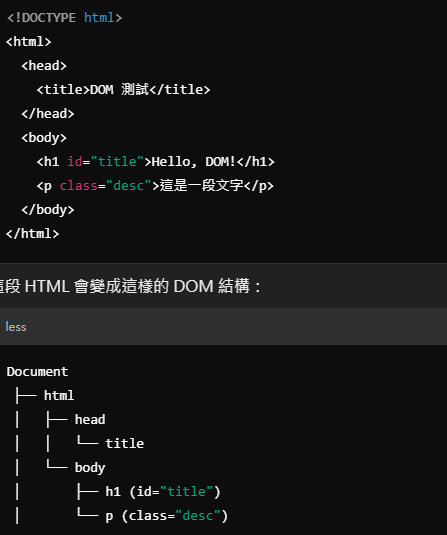 <!DOCTYPE html>
<html>
  <head>
    <title>DOM 測試</title>
  </head>
  <body>
    <h1 id="title">Hello, DOM!</h1>
    <p class="desc">這是一段文字</p>
  </body>
</html>
這段 HTML 會變成這樣的 DOM 結構：
less
Document
 ├── html
 │   ├── head
 │   │   └── title
 │   └── body
 │       ├── h1 (id="title")
 │       └── p (class="desc")